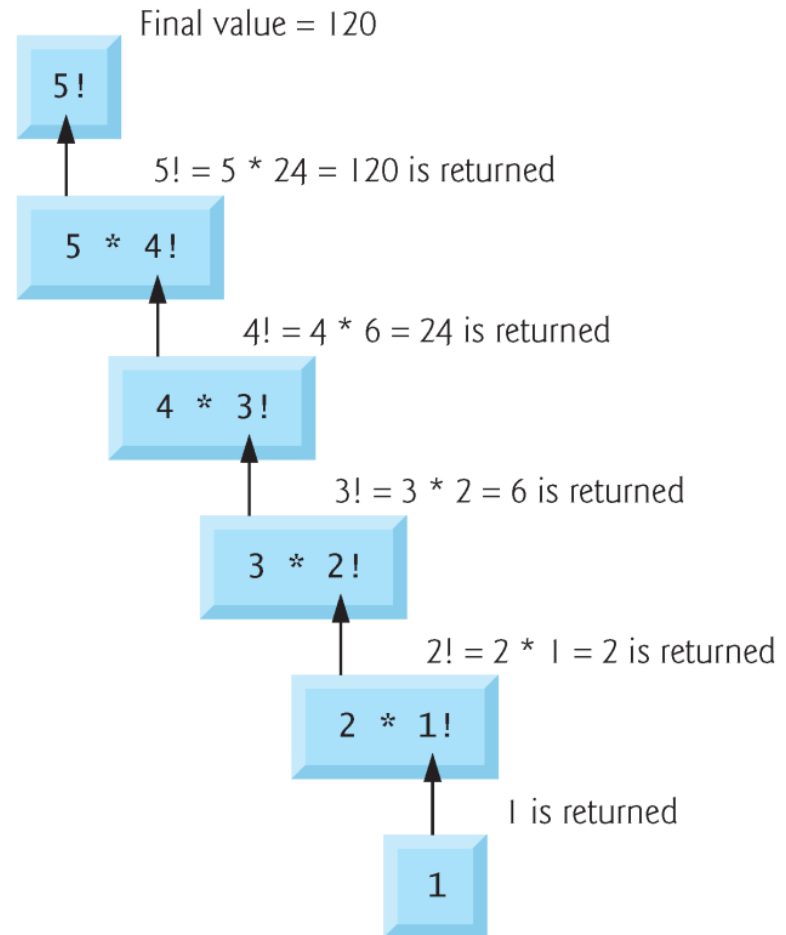 Final value = 120
5!
5! = 5 * 24 = 120 is returned
5 * 4!
4! = 4 * 6 = 24 is returned
4 * 3!
3! = 3 * 2 = 6 is returned
3 * 2!
2! = 2 * 1 = 2 is returned
2 * 1!
1 is returned
1